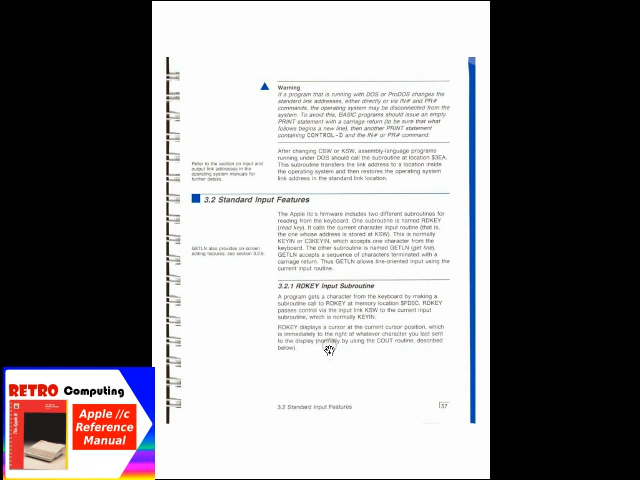 Warning
If a program that is running with DOS or ProDOS changes the
standard link addresses, either directly or via IN# and PR#
commands, the operating system may be disconnected from the
system. To avoid this, BASIC programs should issue an empty
PRINT statement with a carriage return (to be sure that what
follows begins a new line), then another PRINT statement
containing CONTROL-D and the IN# or PR# command.
After changing CSW or KSW, assembly-language programs
running under DOS should call the subroutine at location $3EA.
This subroutine transfers the link address to a location inside
the operating system and then restores the operating system
link address in the standard link location.
Refer to the section on input and
output link addresses in the
operating system manuals for
further details.
3.2 Standard Input Features
The Apple IIc's firmware includes two different subroutines for
reading from the keyboard. One subroutine is named RDKEY
(read key). It calls the current character input routine (that is,
the one whose address is stored at KSW). This is normally
KEYIN or C3KEYIN, which accepts one character from the
keyboard. The other subroutine is named GETLN (get line).
GETLN accepts a sequence of characters terminated with a
carriage return. Thus GETLN allows line-oriented input using the
current input routine.
GETLN also provides on-screen
editing features, see section 3.2.9.
3.2.1 RDKEY Input Subroutine
A program gets a character from the keyboard by making a
subroutine call to RDKEY at memory location $FD0C. RDKEY
passes control via the input link KSW to the current input
subroutine, which is normally KEYIN.
RDKEY displays a cursor at the current cursor position, which
is immediately to the right of whatever character you last sent
to the display (normally by using the COUT routine, described
below).
3.2 Standard Input Features
57
RETRO Computing
Apple //c
Reference
Manual